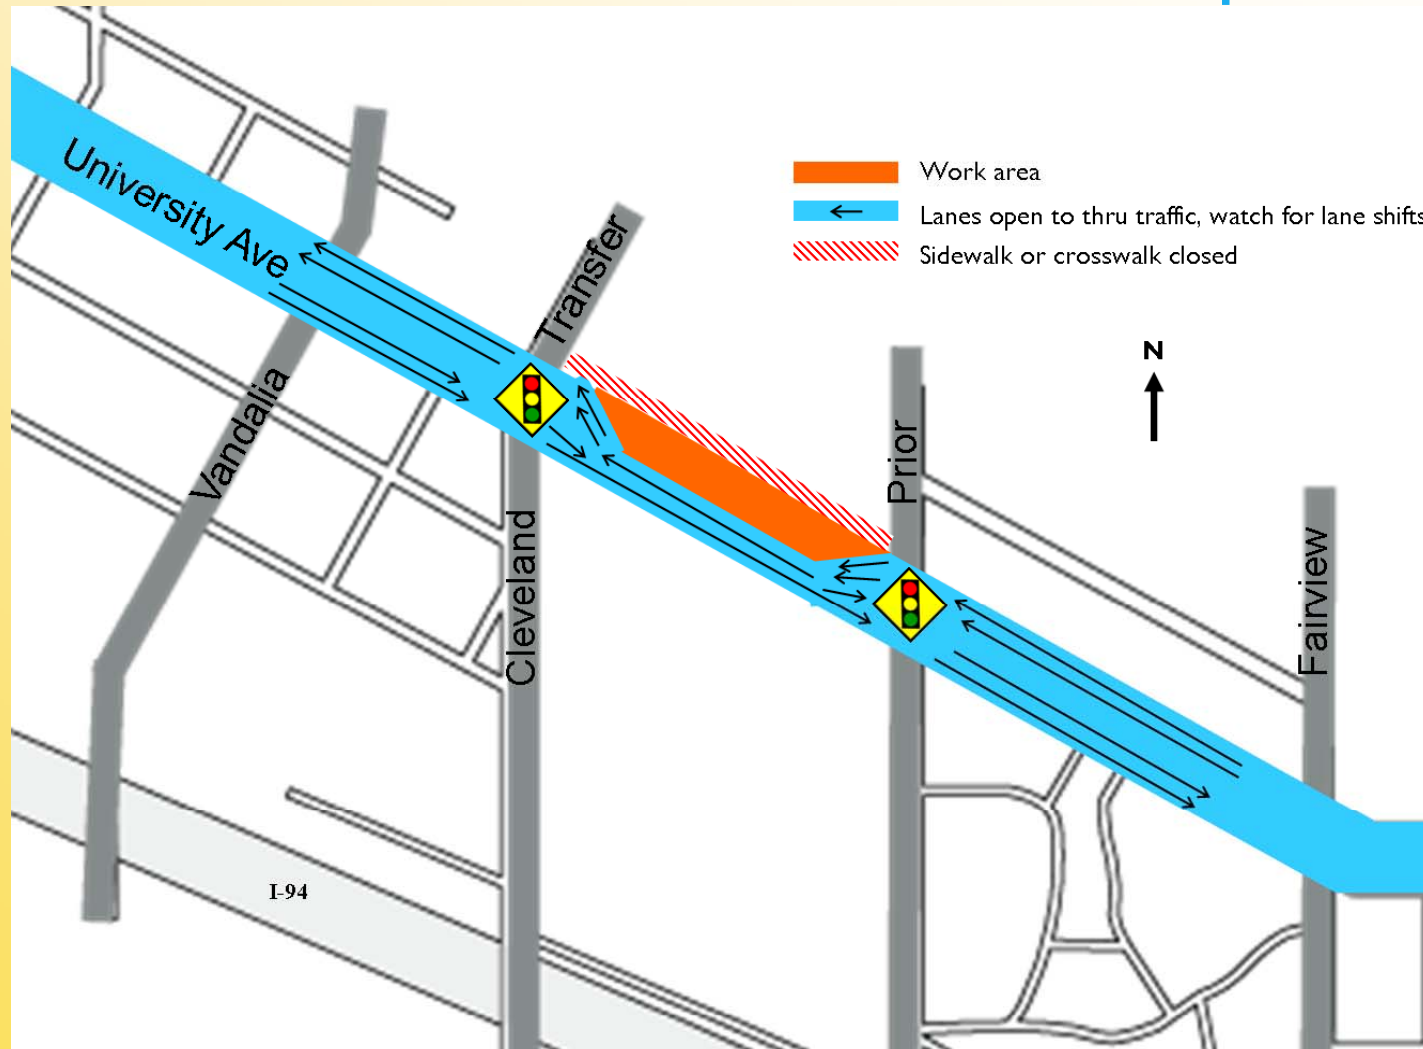 University Ave
Transfer
Work area
Lanes open to thru traffic, watch for lane shifts
Sidewalk or crosswalk closed
N
Vandalia
Prior
Cleveland
Fairview
I-94